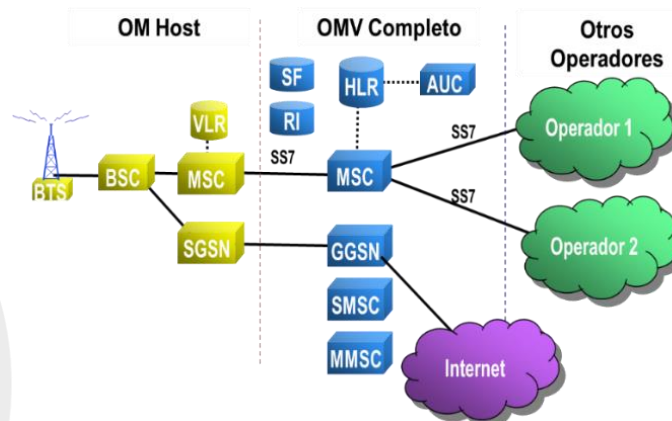 OM Host
OMV Completo
Otros
Operadores
SF
HLR
AUC
VLR
RI
SS7
Operador 1
BTS
BSC
MSC
SS7
MSC
SS7
SGSN
GGSN
Operador 2
SMSC
MMSC
Internet